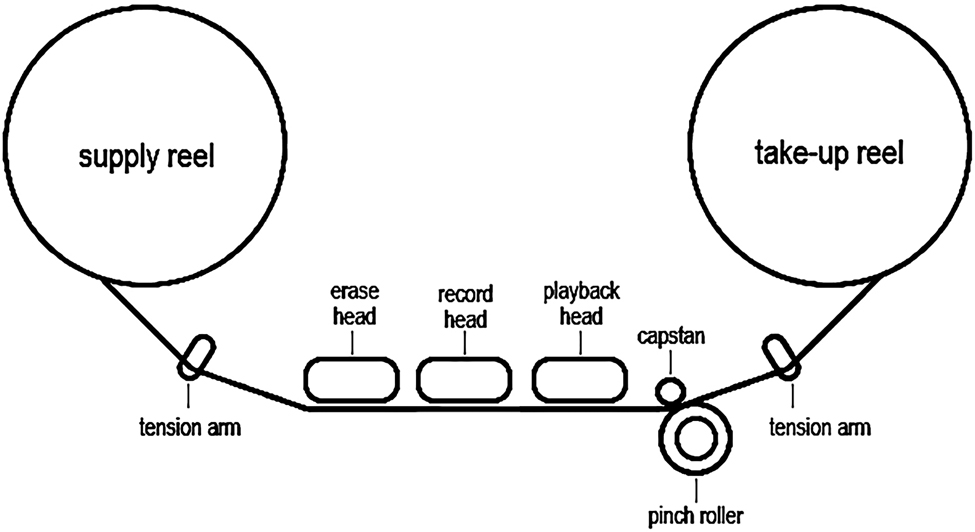 supply reel
take-up reel
erase
head
record
head
playback
head
capstan
tension arm
tension arm
pinch roller